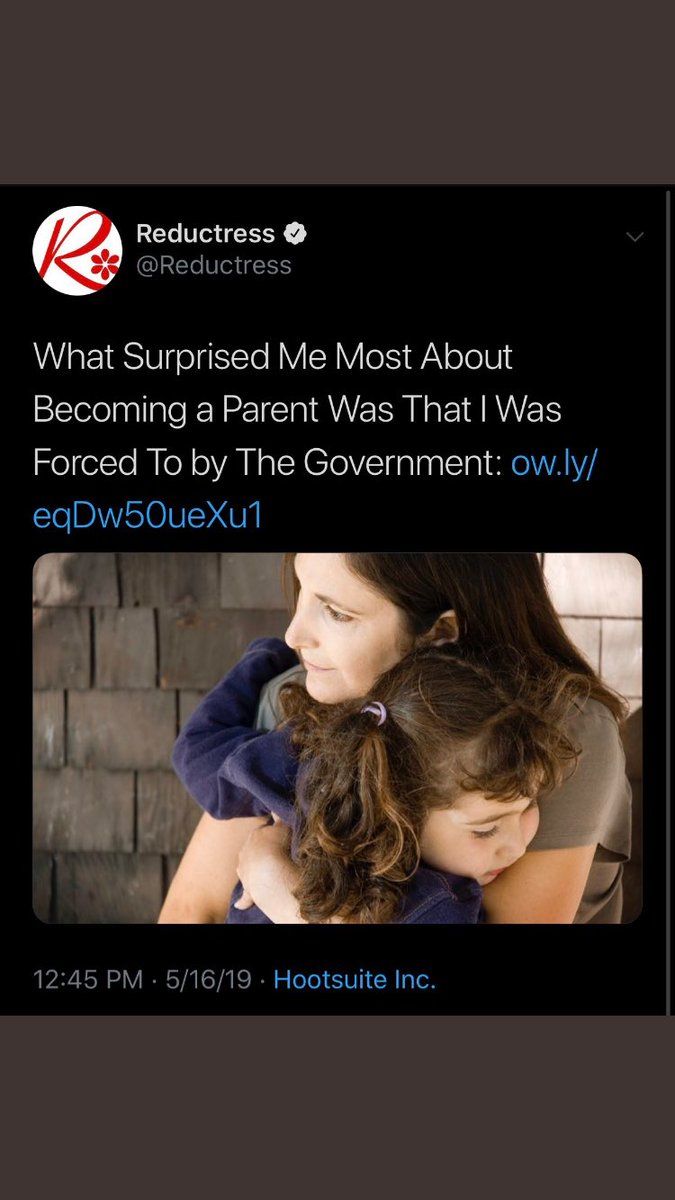 Reductress
@Reductress
What Surprised Me Most About
Becoming a Parent Was That I Was
Forced To by The Government: ow.ly/
eqDw50ueXu1
12:45 PM · 5/16/19 · Hootsuite Inc.